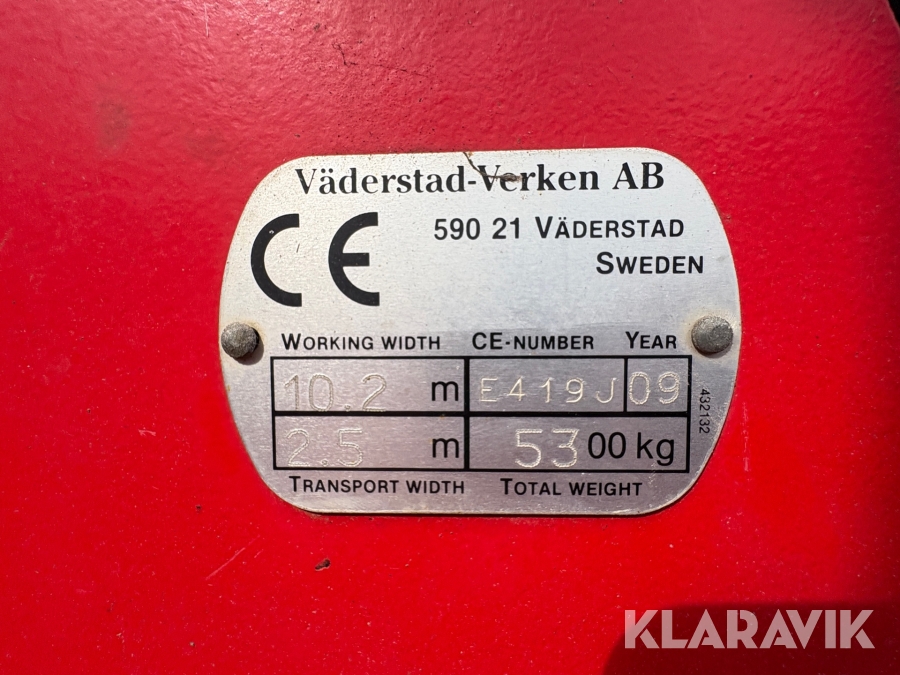 Väderstad-Verken AB
CE
590 21 VÄDERSTAD
SWEDEN
WORKING WIDTH CE-NUMBER YEAR
10.2 m E419J 09
2.5 m 5300 kg
TRANSPORT WIDTH TOTAL WEIGHT
432132
KLARAVIK